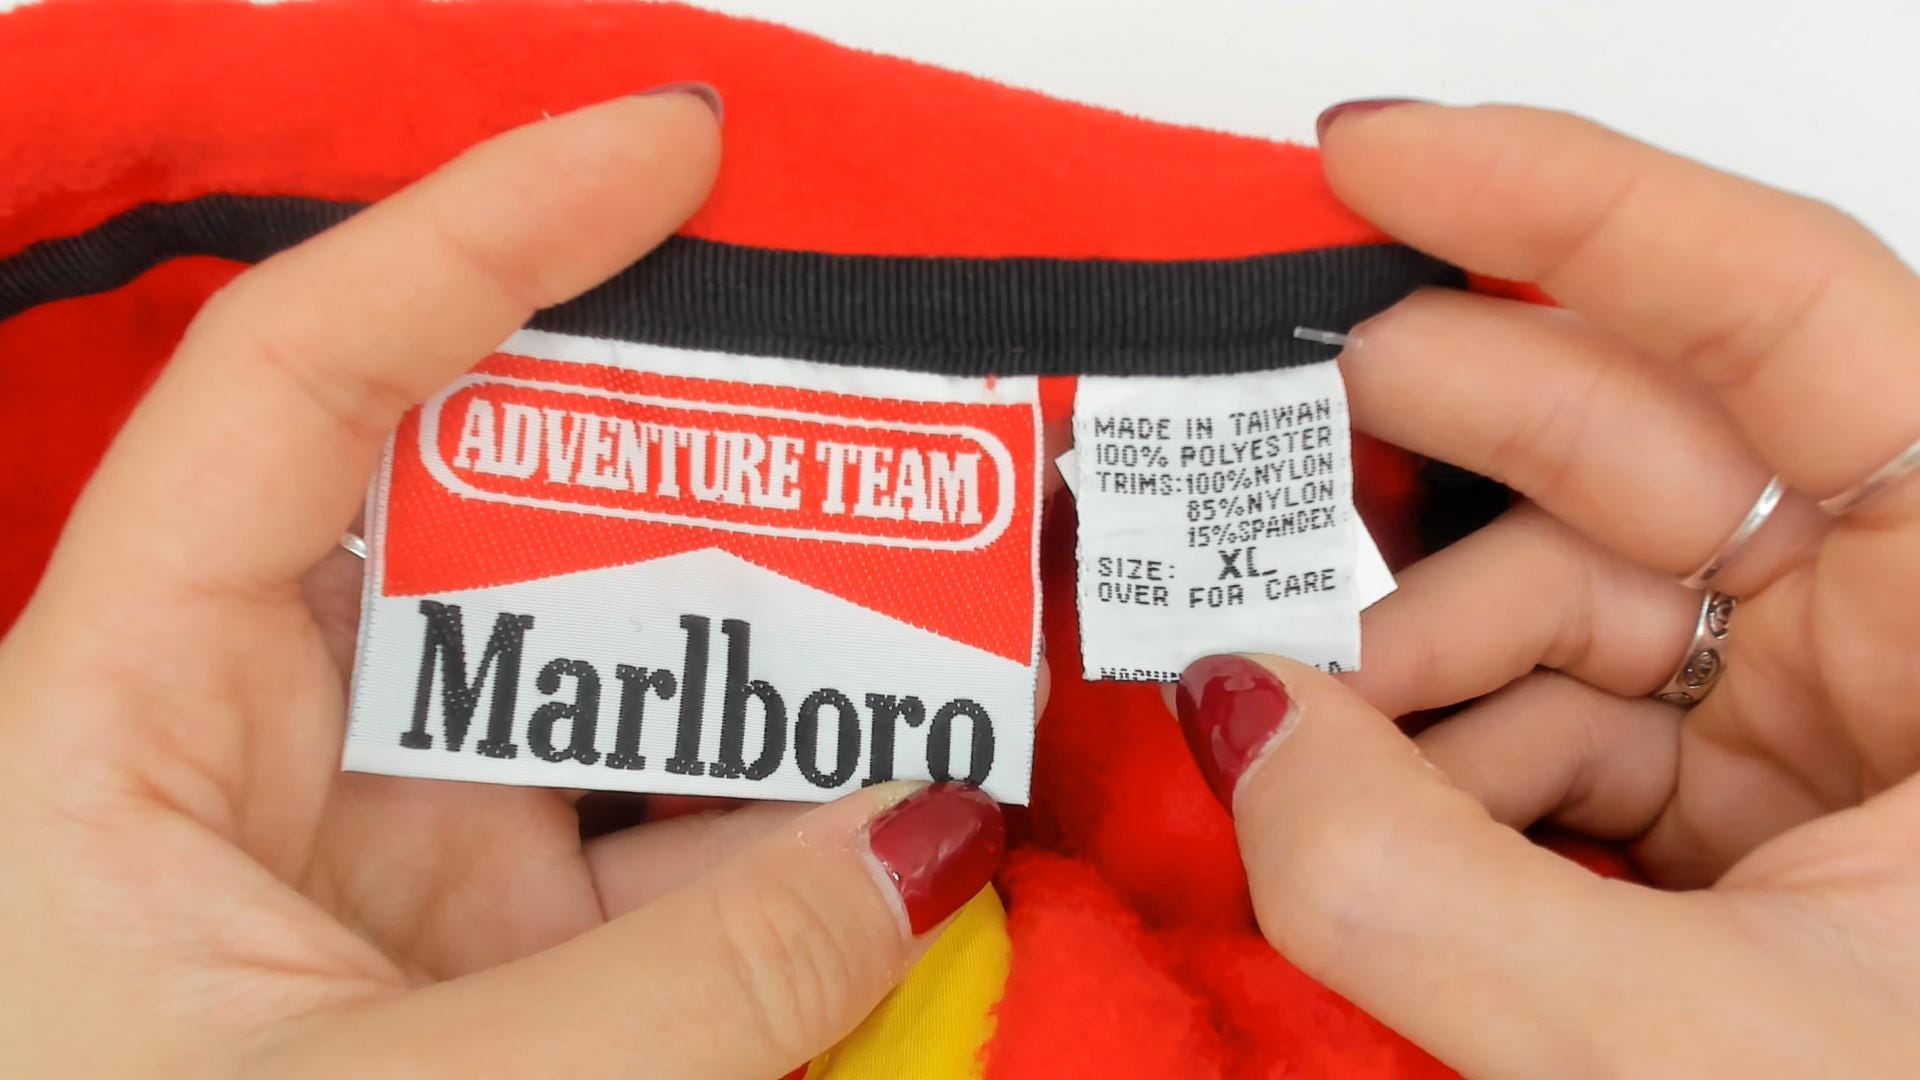 ADVENTURE TEAM
Marlboro
MADE IN TAIWAN
100% POLYESTER
TRIMS:100%NYLON
85%NYLON
15%SPANDEX
SIZE: XL
OVER FOR CARE